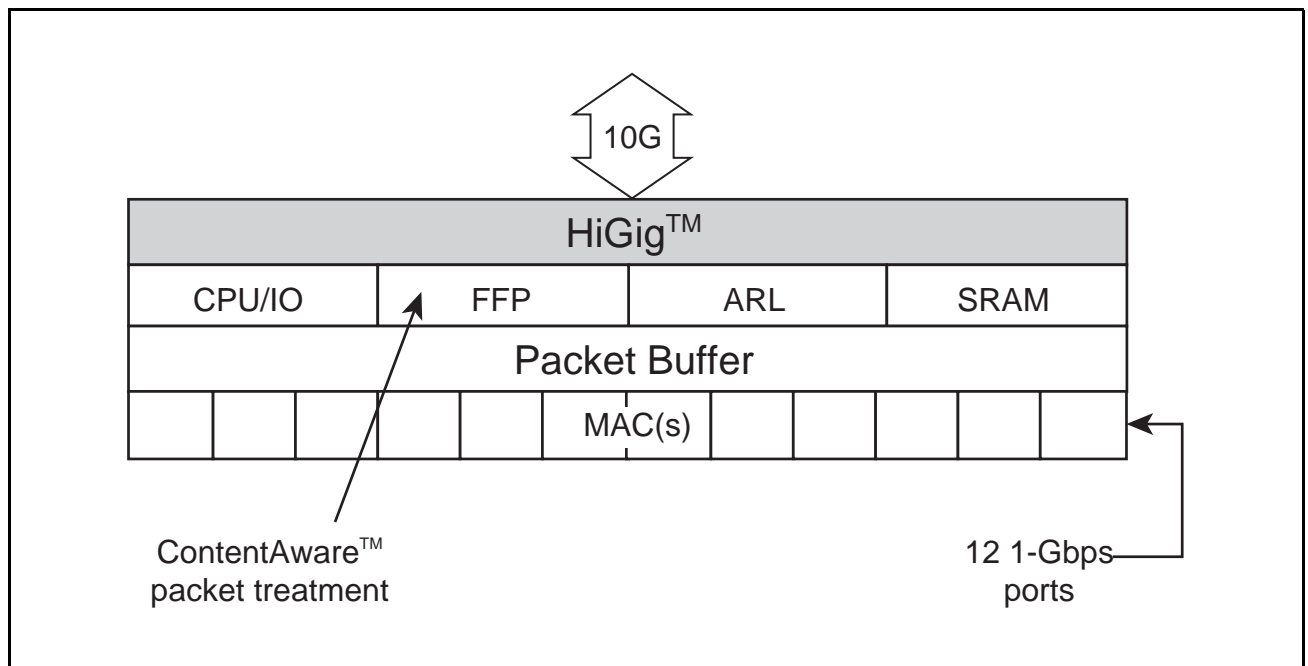 10G
HiGig™
CPU/IO FFP ARL SRAM
Packet Buffer
MAC(s)
ContentAware™
packet treatment
12 1-Gbps
ports